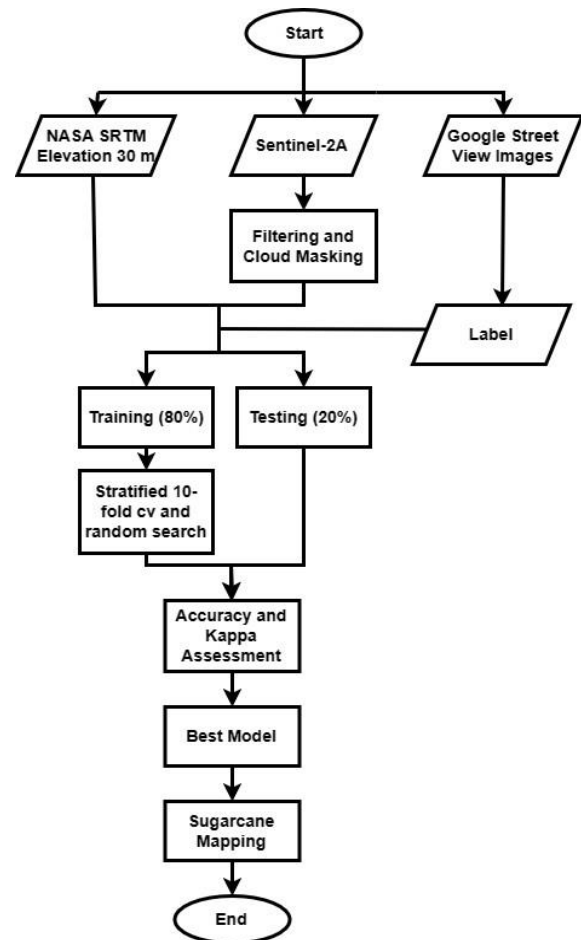 Start
NASA SRTM
Elevation 30 m
Sentinel-2A
Google Street
View Images
Filtering and
Cloud Masking
Label
Training (80%)
Testing (20%)
Stratified 10-
fold cv and
random search
Accuracy and
Kappa
Assessment
Best Model
Sugarcane
Mapping
End